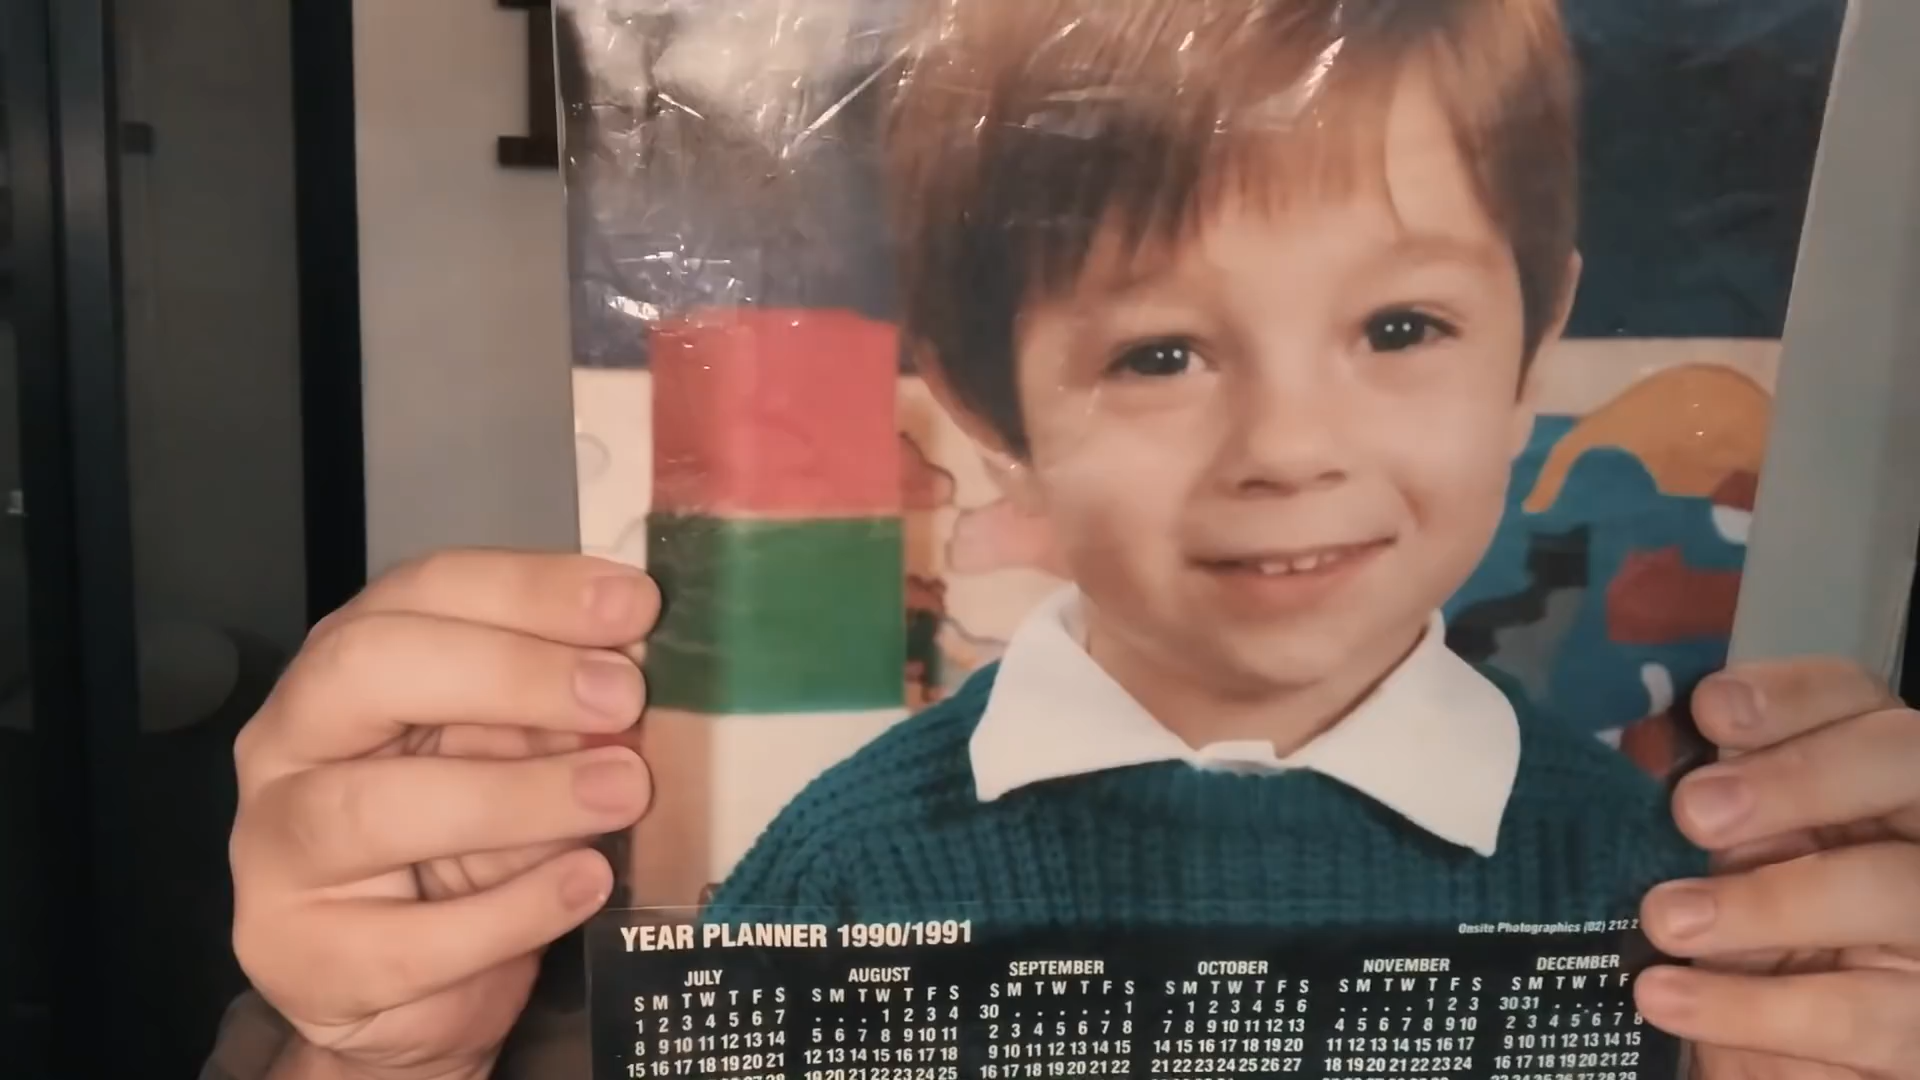 YEAR PLANNER 1990/1991
Onsite Photographics (02) 212 2
JULY
S M T W T F S
1 2 3 4 5 6 7
8 9 10 11 12 13 14
15 16 17 18 19 20 21
AUGUST
S M T W T F S
. . . 1 2 3 4
5 6 7 8 9 10 11
12 13 14 15 16 17 18
19 20 21 22 23 24 25
SEPTEMBER
S M T W T F S
30 . . . . . 1
2 3 4 5 6 7 8
9 10 11 12 13 14 15
16 17 18 19 20 21 22
OCTOBER
S M T W T F S
. 1 2 3 4 5 6
7 8 9 10 11 12 13
14 15 16 17 18 19 20
21 22 23 24 25 26 27
NOVEMBER
S M T W T F S
. . . . 1 2 3
4 5 6 7 8 9 10
11 12 13 14 15 16 17
18 19 20 21 22 23 24
DECEMBER
S M T W T F
30 31 . . . .
2 3 4 5 6 7 8
9 10 11 12 13 14 15
16 17 18 19 20 21 22